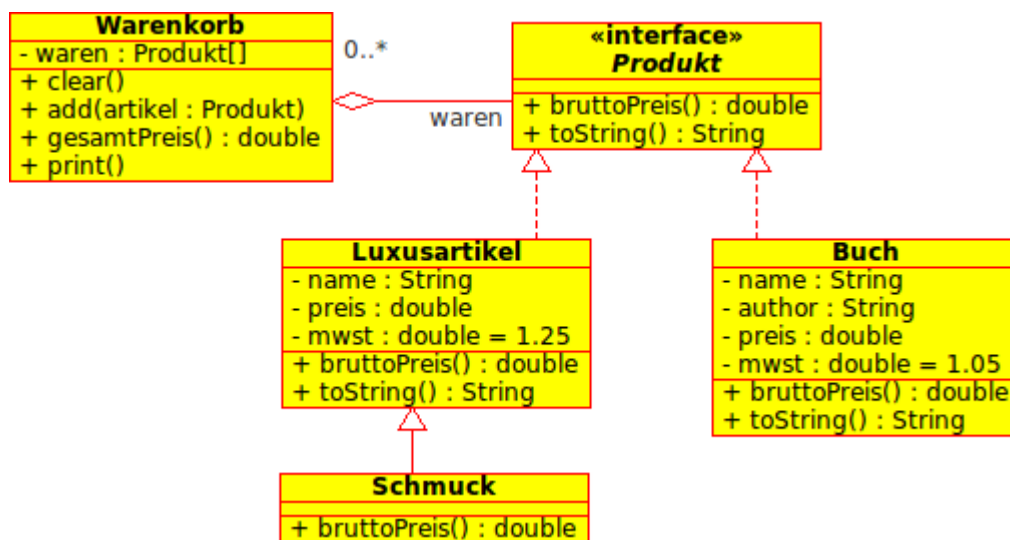 Warenkorb
- waren : Produkt[]
+ clear()
+ add(artikel : Produkt)
+ gesamtPreis() : double
+ print()
0..*
waren
«interface»
Produkt
+ bruttoPreis() : double
+ toString() : String
Luxusartikel
- name : String
- preis : double
- mwst : double = 1.25
+ bruttoPreis() : double
+ toString() : String
Buch
- name : String
- author : String
- preis : double
- mwst : double = 1.05
+ bruttoPreis() : double
+ toString() : String
Schmuck
+ bruttoPreis() : double